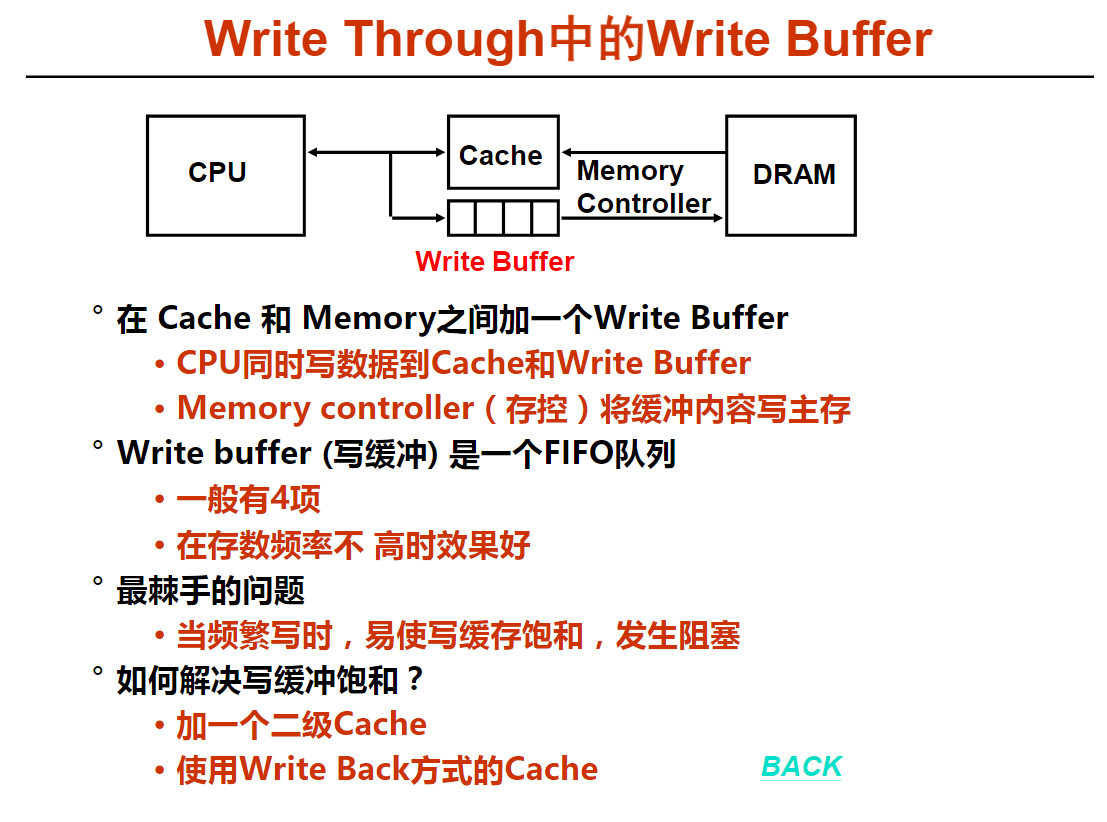 Write Through中的Write Buffer
CPU
Cache
Memory
Controller
DRAM
Write Buffer
° 在 Cache 和 Memory之间加一个Write Buffer
• CPU同时写数据到Cache和Write Buffer
• Memory controller（存控）将缓冲内容写主存
° Write buffer (写缓冲) 是一个FIFO队列
• 一般有4项
• 在存数频率不 高时效果好
° 最棘手的问题
• 当频繁写时，易使写缓存饱和，发生阻塞
° 如何解决写缓冲饱和？
• 加一个二级Cache
• 使用Write Back方式的Cache
BACK